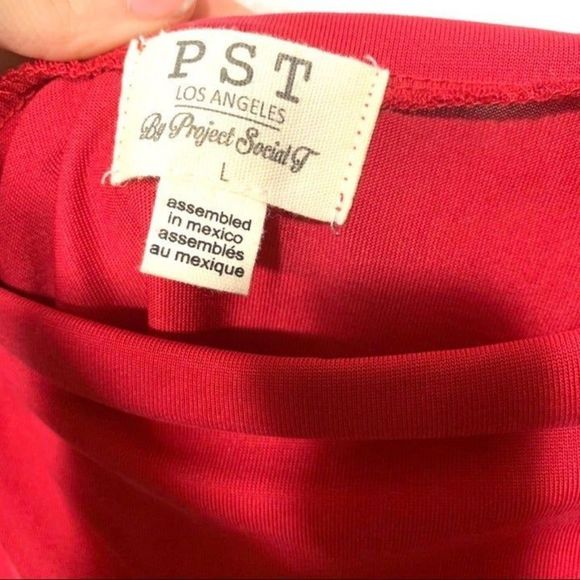 PST
LOS ANGELES
By Project Social T
L
assembled
in mexico
assemblés
au mexique